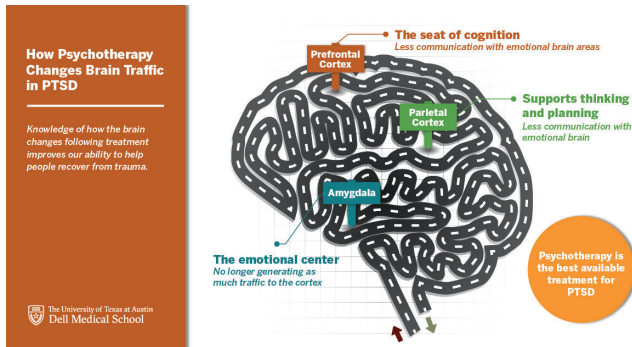 How Psychotherapy
Changes Brain Traffic
in PTSD
Knowledge of how the brain
changes following treatment
improves our ability to help
people recover from trauma.
The University of Texas at Austin
Dell Medical School
Prefrontal
Cortex
The seat of cognition
Less communication with emotional brain areas
Parietal
Cortex
Supports thinking
and planning
Less communication with
emotional brain
Amygdala
The emotional center
No longer generating as
much traffic to the cortex
Psychotherapy is
the best available
treatment for
PTSD